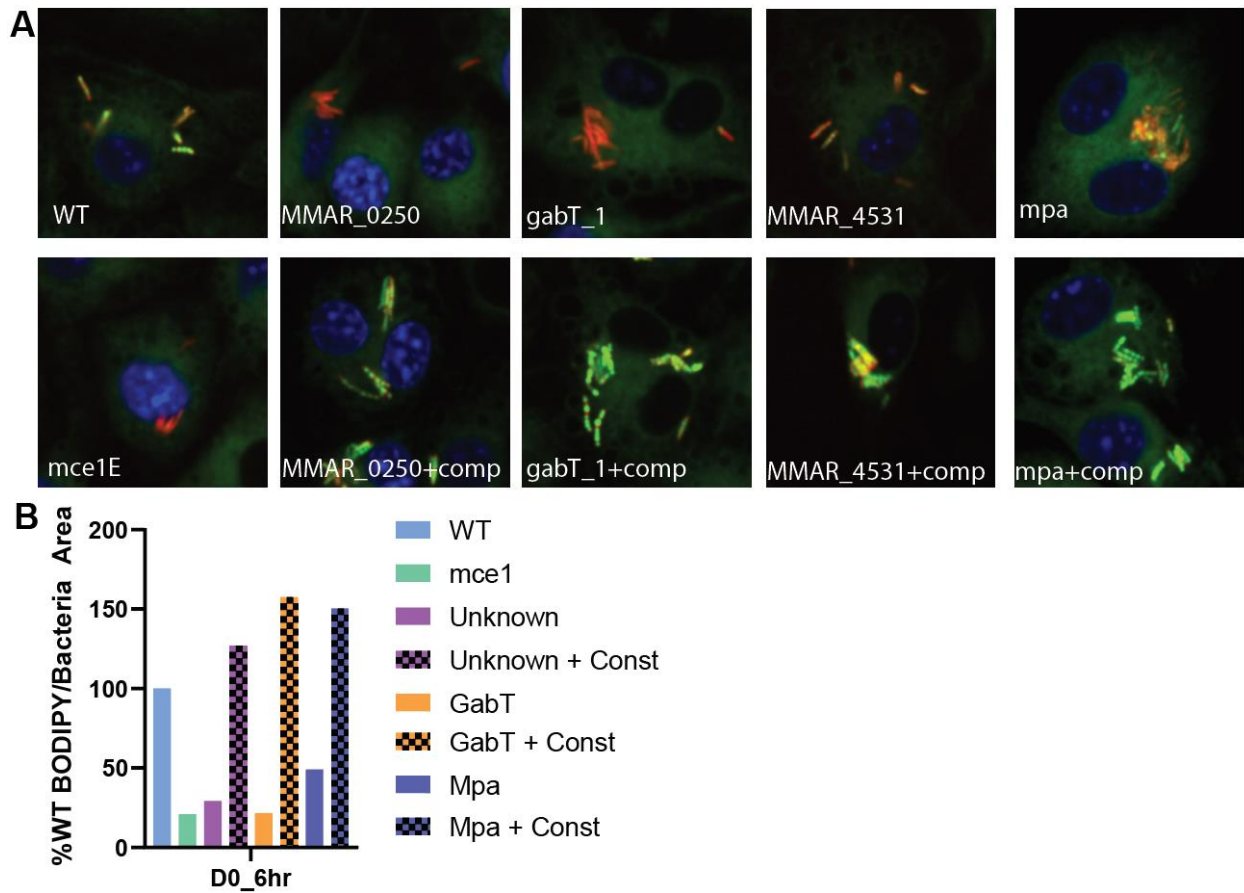 A
WT
MMAR_0250
gabT_1
MMAR_4531
mpa
mce1E
MMAR_0250+comp
gabT_1+comp
MMAR_4531+comp
mpa+comp
B
%WT BODIPY/Bacteria Area
200
150
100
50
0
D0_6hr
WT
mce1
Unknown
Unknown + Const
GabT
GabT + Const
Mpa
Mpa + Const